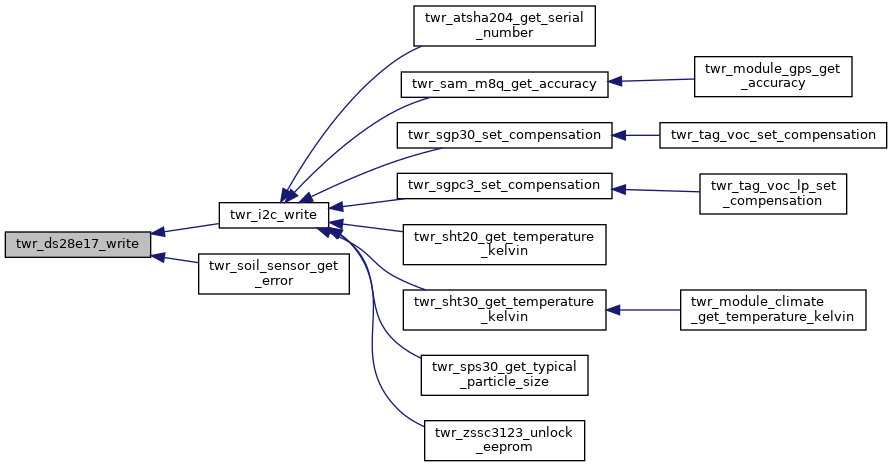 twr_atsha204_get_serial
_number
twr_sam_m8q_get_accuracy
twr_module_gps_get
_accuracy
twr_sgp30_set_compensation
twr_tag_voc_set_compensation
twr_sgpc3_set_compensation
twr_tag_voc_lp_set
_compensation
twr_i2c_write
twr_ds28e17_write
twr_sht20_get_temperature
_kelvin
twr_soil_sensor_get
_error
twr_sht30_get_temperature
_kelvin
twr_module_climate
_get_temperature_kelvin
twr_sps30_get_typical
_particle_size
twr_zssc3123_unlock
_eeprom